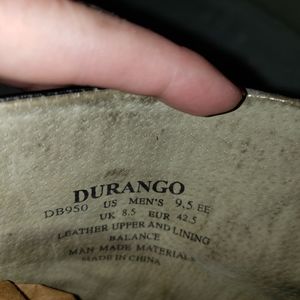 DURANGO
DB950 US MEN'S 9.5 EE
UK 8.5 EUR 42.5
LEATHER UPPER AND LINING
BALANCE
MAN MADE MATERIALS
MADE IN CHINA